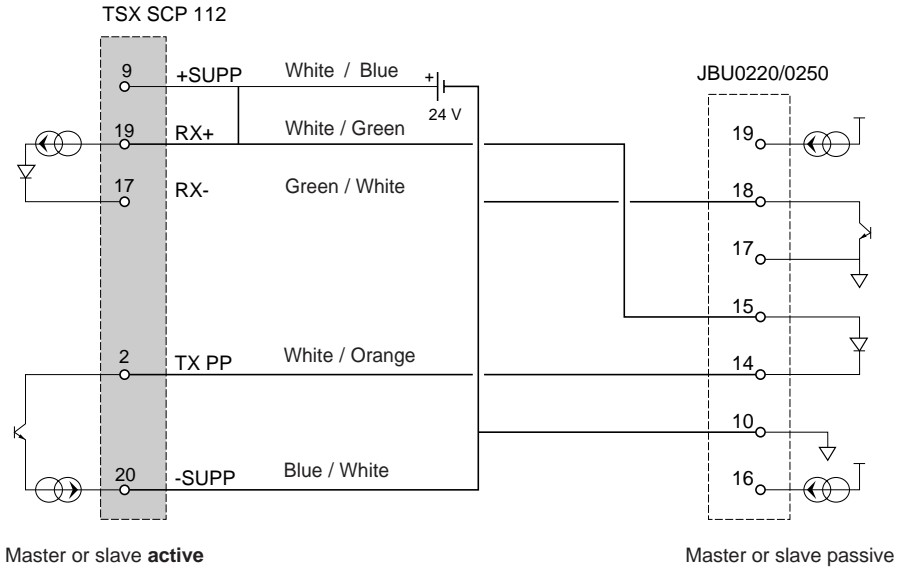 TSX SCP 112
JBU0220/0250
9 +SUPP White / Blue +
24 V
19 RX+ White / Green 19
17 RX- Green / White 18
17
15
2 TX PP White / Orange 14
10
20 -SUPP Blue / White 16
Master or slave active Master or slave passive